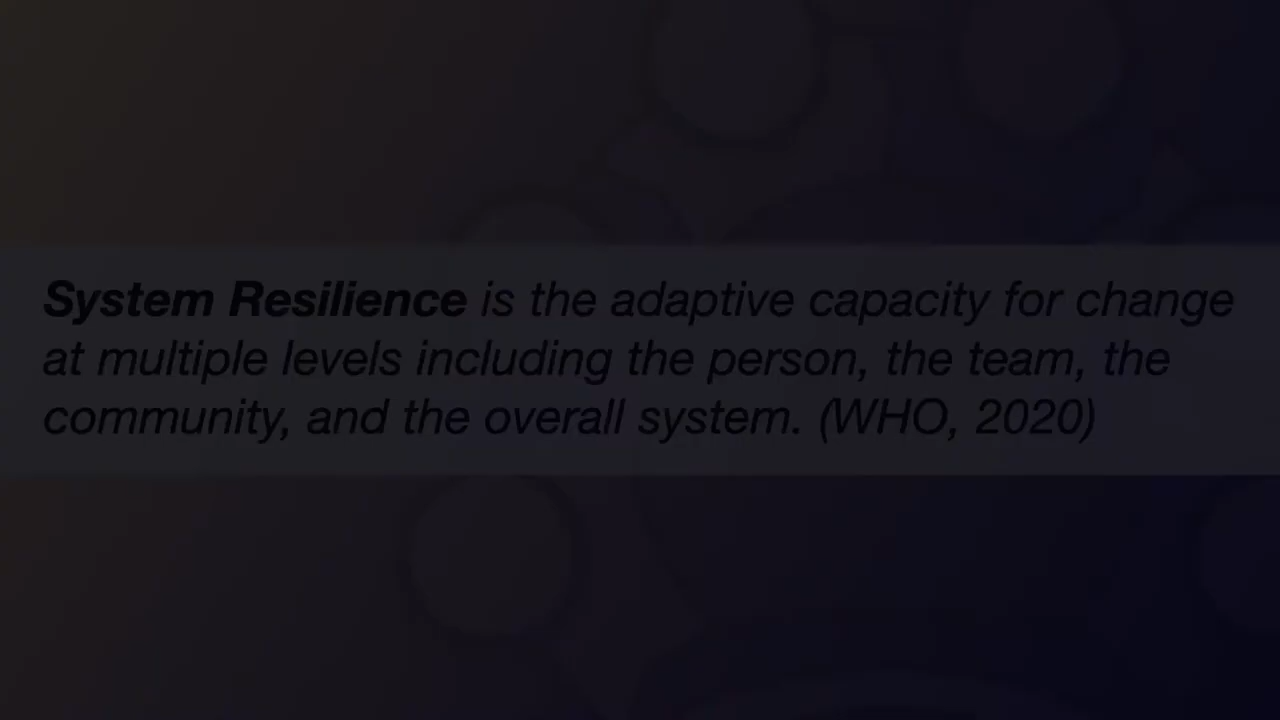 System Resilience is the adaptive capacity for change
at multiple levels including the person, the team, the
community, and the overall system. (WHO, 2020)